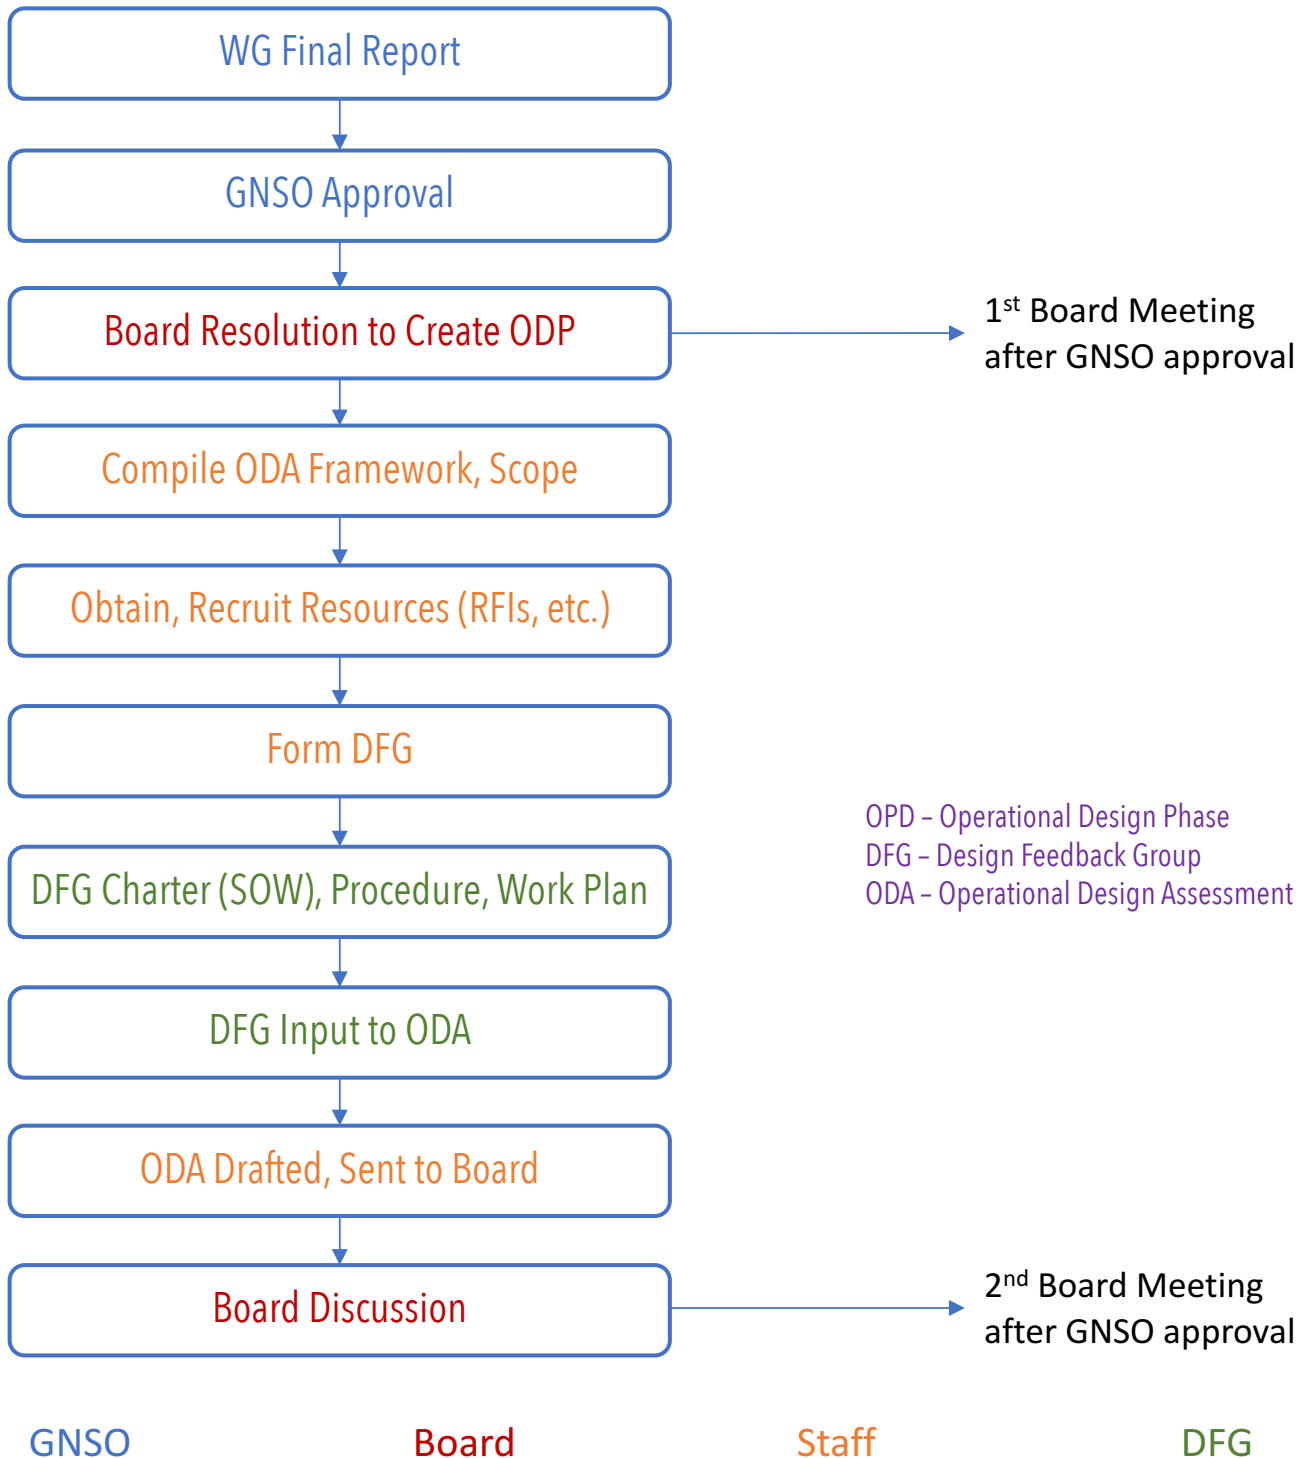 WG Final Report
GNSO Approval
Board Resolution to Create ODP
1st Board Meeting
after GNSO approval
Compile ODA Framework, Scope
Obtain, Recruit Resources (RFIs, etc.)
Form DFG
OPD – Operational Design Phase
DFG – Design Feedback Group
ODA – Operational Design Assessment
DFG Charter (SOW), Procedure, Work Plan
DFG Input to ODA
ODA Drafted, Sent to Board
Board Discussion
2nd Board Meeting
after GNSO approval
GNSO Board Staff DFG